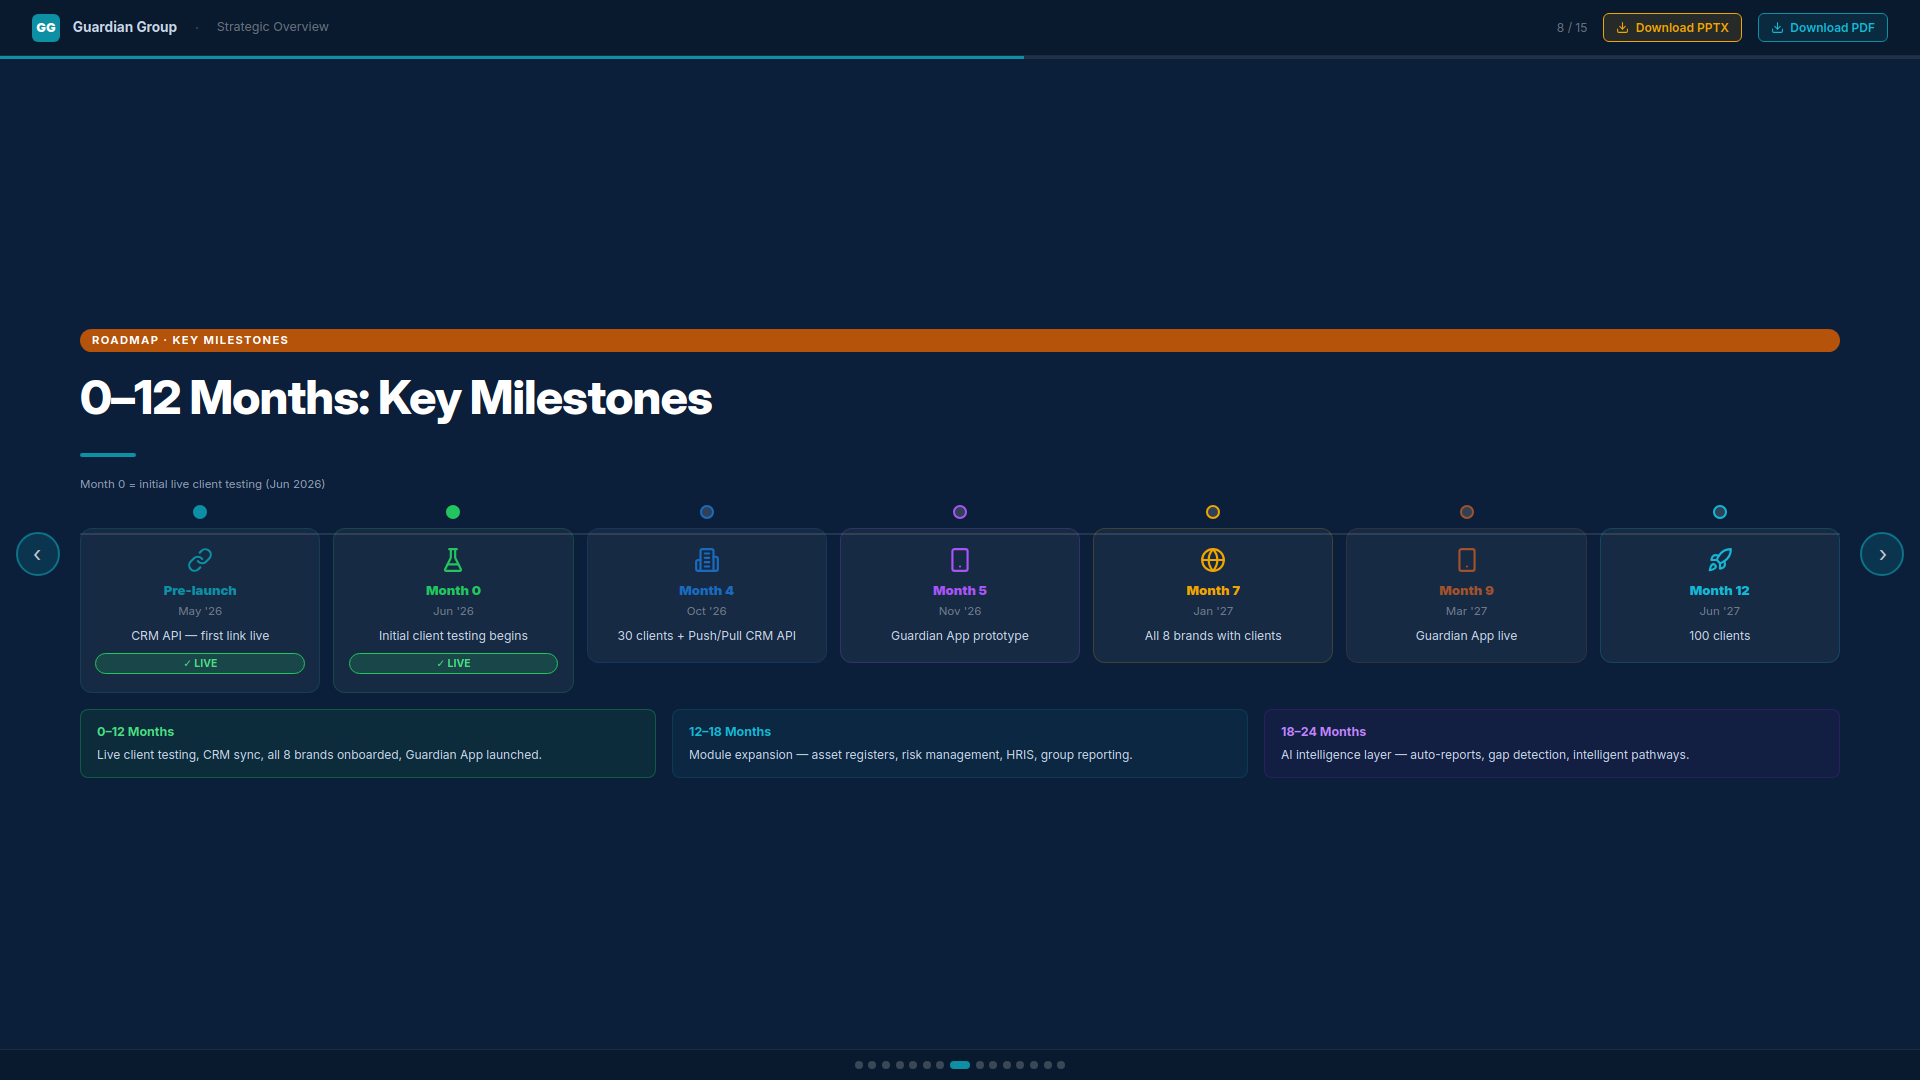 GG Guardian Group · Strategic Overview
8 / 15
Download PPTX
Download PDF
ROADMAP · KEY MILESTONES
0–12 Months: Key Milestones
Month 0 = initial live client testing (Jun 2026)
‹
›
Pre-launch
May '26
CRM API — first link live
✓ LIVE
Month 0
Jun '26
Initial client testing begins
✓ LIVE
Month 4
Oct '26
30 clients + Push/Pull CRM API
Month 5
Nov '26
Guardian App prototype
Month 7
Jan '27
All 8 brands with clients
Month 9
Mar '27
Guardian App live
Month 12
Jun '27
100 clients
0–12 Months
Live client testing, CRM sync, all 8 brands onboarded, Guardian App launched.
12–18 Months
Module expansion — asset registers, risk management, HRIS, group reporting.
18–24 Months
AI intelligence layer — auto-reports, gap detection, intelligent pathways.